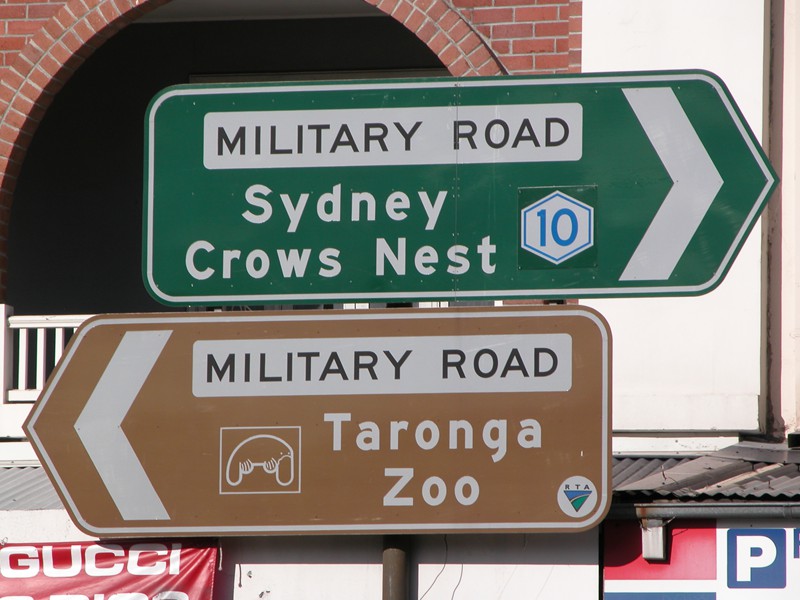 MILITARY ROAD
Sydney
Crows Nest
10
MILITARY ROAD
Taronga
Zoo
RTA
GUCCI
P